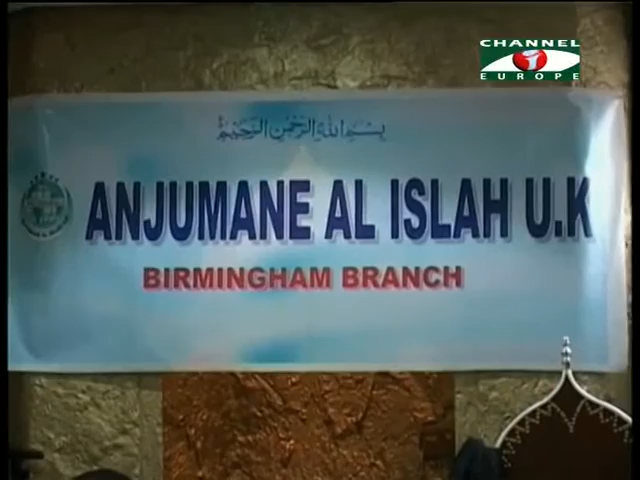 CHANNEL
i
EUROPE
بسم الله الرحمن الرحيم
ANJUMANE AL ISLAH U.K
BIRMINGHAM BRANCH